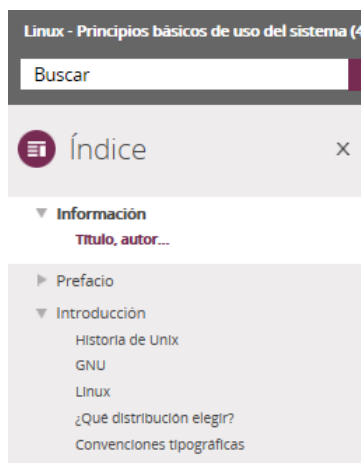 Linux - Principios básicos de uso del sistema (4
Buscar
Índice
Información
Título, autor...
Prefacio
Introducción
Historia de Unix
GNU
Linux
¿Qué distribución elegir?
Convenciones tipográficas